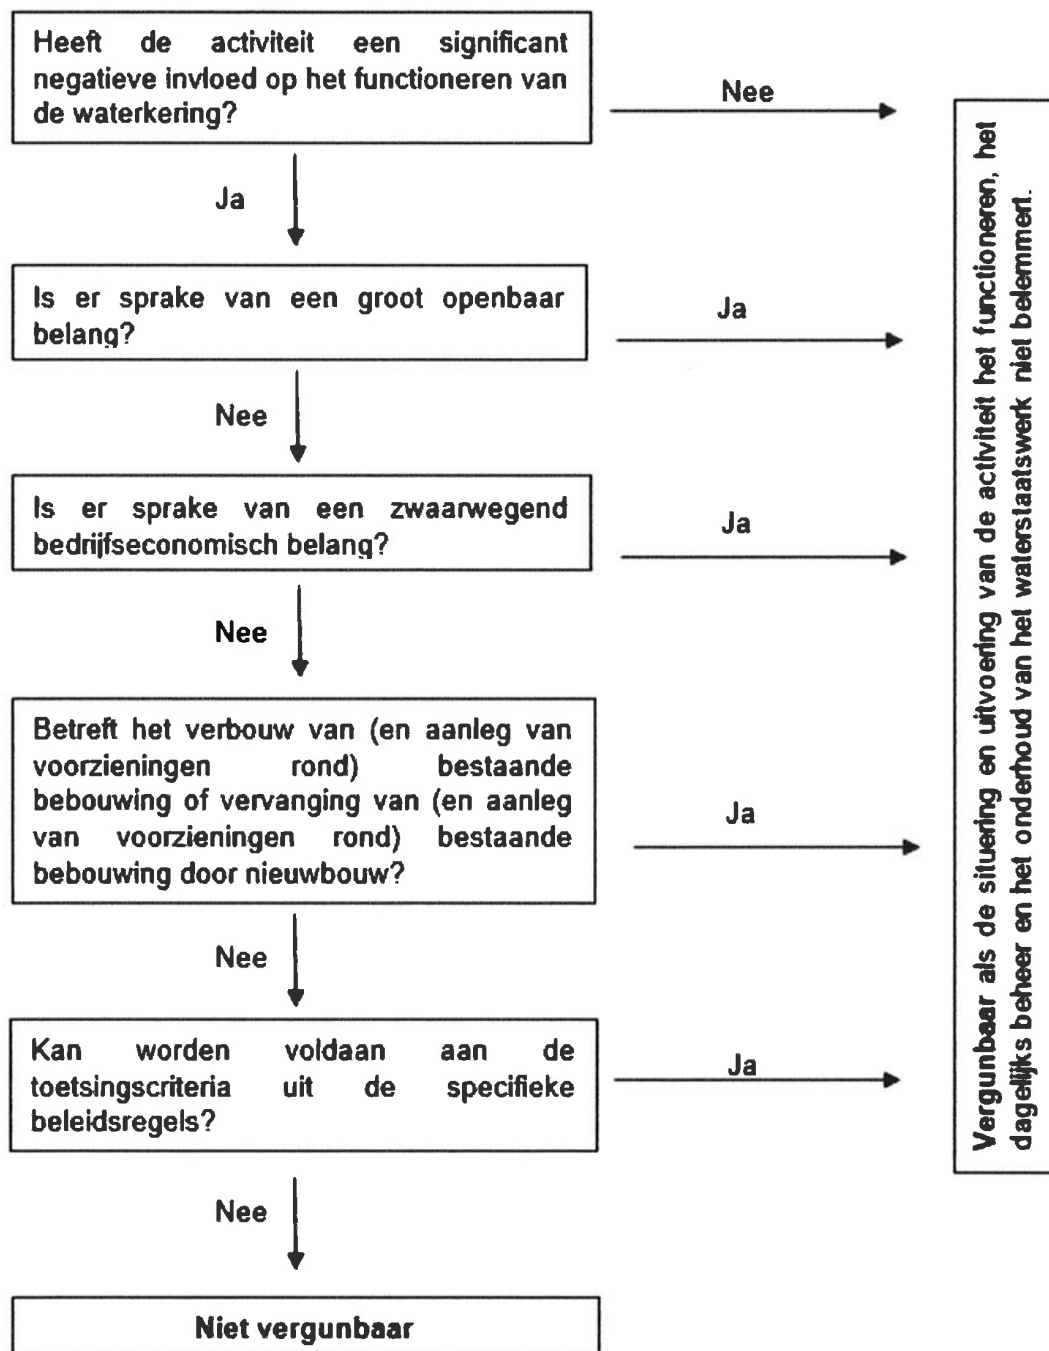 Heeft de activiteit een significant
negatieve invloed op het functioneren van
de waterkering?
Nee
Ja
Is er sprake van een groot openbaar
belang?
Ja
Nee
Is er sprake van een zwaarwegend
bedrijfseconomisch belang?
Ja
Nee
Betreft het verbouw van (en aanleg van
voorzieningen rond) bestaande
bebouwing of vervanging van (en aanleg
van voorzieningen rond) bestaande
bebouwing door nieuwbouw?
Ja
Nee
Kan worden voldaan aan de
toetsingscriteria uit de specifieke
beleidsregels?
Ja
Nee
Niet vergunbaar
Vergunbaar als de situering en uitvoering van de activiteit het functioneren, het
dagelijks beheer en het onderhoud van het waterstaatswerk niet belemmert.